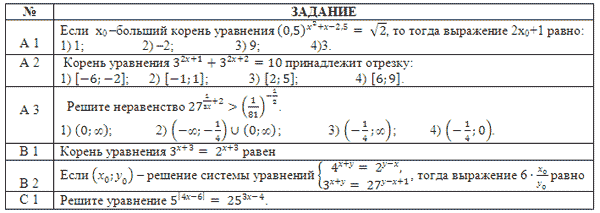 № ЗАДАНИЕ
А 1 Если x₀ –больший корень уравнения (0,5)^(x²+x−2,5) = √2, то тогда выражение 2x₀+1 равно:
1) 1; 2) –2; 3) 9; 4)3.
А 2 Корень уравнения 3^(2x+1) + 3^(2x+2) = 10 принадлежит отрезку:
1) [−6; −2]; 2) [−1; 1]; 3) [2; 5]; 4) [6; 9].
А 3 Решите неравенство 27^(1/(3x)+2) > (1/81)^(−1/2).
1) (0; ∞); 2) (−∞; −1/4) ∪ (0; ∞); 3) (−1/4; ∞); 4) (−1/4; 0).
В 1 Корень уравнения 3^(x+3) = 2^(x+3) равен
В 2 Если (x₀; y₀) – решение системы уравнений { 4^(x+y) = 2^(y−x), 3^(x+y) = 27^(y−x+1), тогда выражение 6 · x₀/y₀ равно
С 1 Решите уравнение 5^|4x−6| = 25^(3x−4).